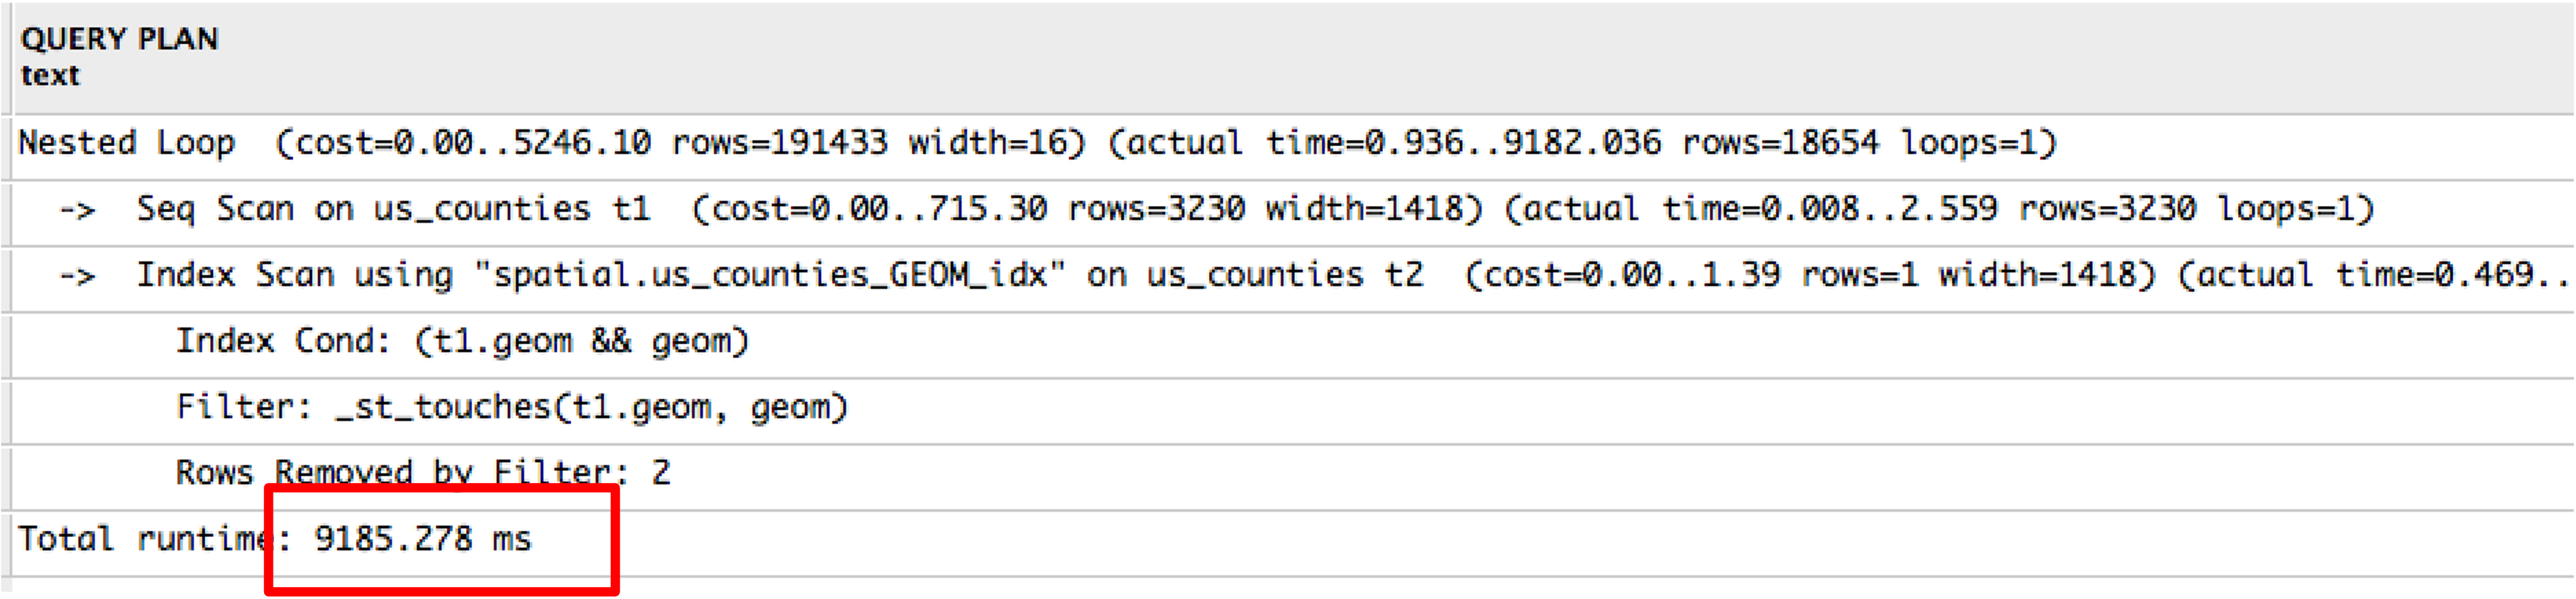 QUERY PLAN
text
Nested Loop  (cost=0.00..5246.10 rows=191433 width=16) (actual time=0.936..9182.036 rows=18654 loops=1)
->  Seq Scan on us_counties t1  (cost=0.00..715.30 rows=3230 width=1418) (actual time=0.008..2.559 rows=3230 loops=1)
->  Index Scan using "spatial.us_counties_GEOM_idx" on us_counties t2  (cost=0.00..1.39 rows=1 width=1418) (actual time=0.469..
Index Cond: (t1.geom && geom)
Filter: _st_touches(t1.geom, geom)
Rows Removed by Filter: 2
Total runtime: 9185.278 ms